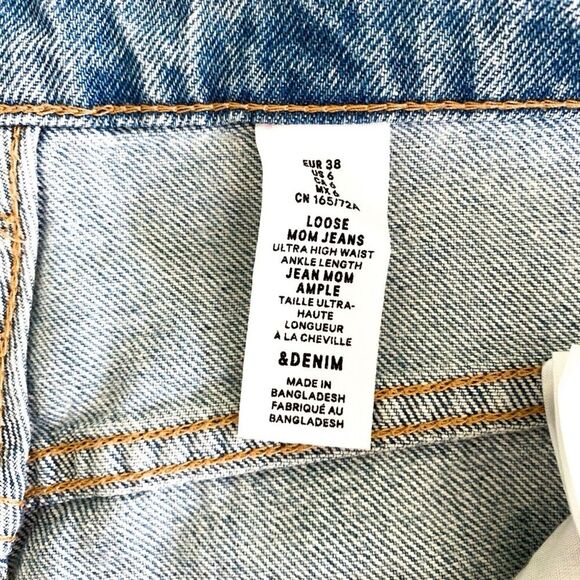 EUR 38
US 6
CA 6
MX 6
CN 165/72A
LOOSE
MOM JEANS
ULTRA HIGH WAIST
ANKLE LENGTH
JEAN MOM
AMPLE
TAILLE ULTRA-
HAUTE
LONGUEUR
À LA CHEVILLE
&DENIM
MADE IN
BANGLADESH
FABRIQUÉ AU
BANGLADESH